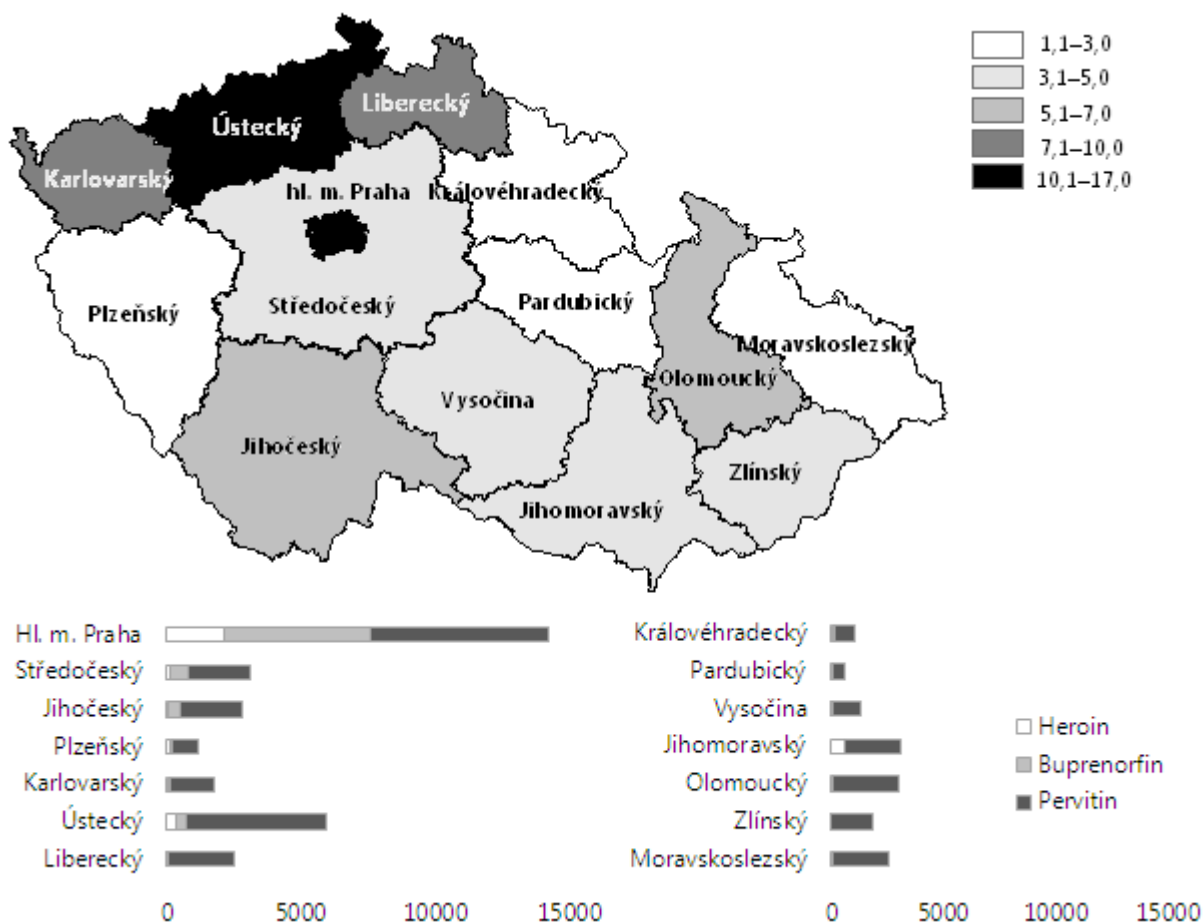 1,1–3,0
3,1–5,0
5,1–7,0
7,1–10,0
10,1–17,0
Liberecký
Ústecký
Karlovarský
hl. m. Praha
Královéhradecký
Plzeňský
Středočeský
Pardubický
Moravskoslezský
Olomoucký
Vysočina
Jihočeský
Zlínský
Jihomoravský
Hl. m. Praha
Středočeský
Jihočeský
Plzeňský
Karlovarský
Ústecký
Liberecký
0 5000 10000 15000
Královéhradecký
Pardubický
Vysočina
Jihomoravský
Olomoucký
Zlínský
Moravskoslezský
0 5000 10000 15000
Heroin
Buprenorfin
Pervitin